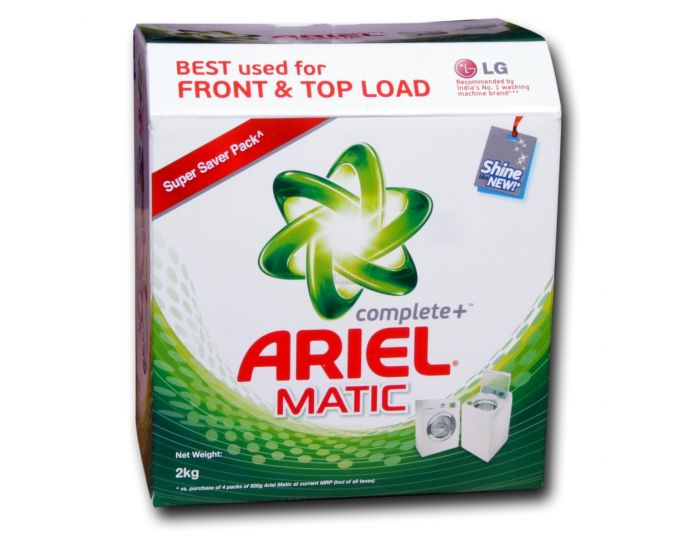 BEST used for
FRONT & TOP LOAD
LG
Recommended by
India's No. 1 washing
machine brand***
Super Saver Pack^
Shine
NEW!*
complete+™
ARIEL®
MATIC
Net Weight:
2kg
^ vs. purchase of 4 packs of 500g Ariel Matic at current MRP (incl of all taxes)